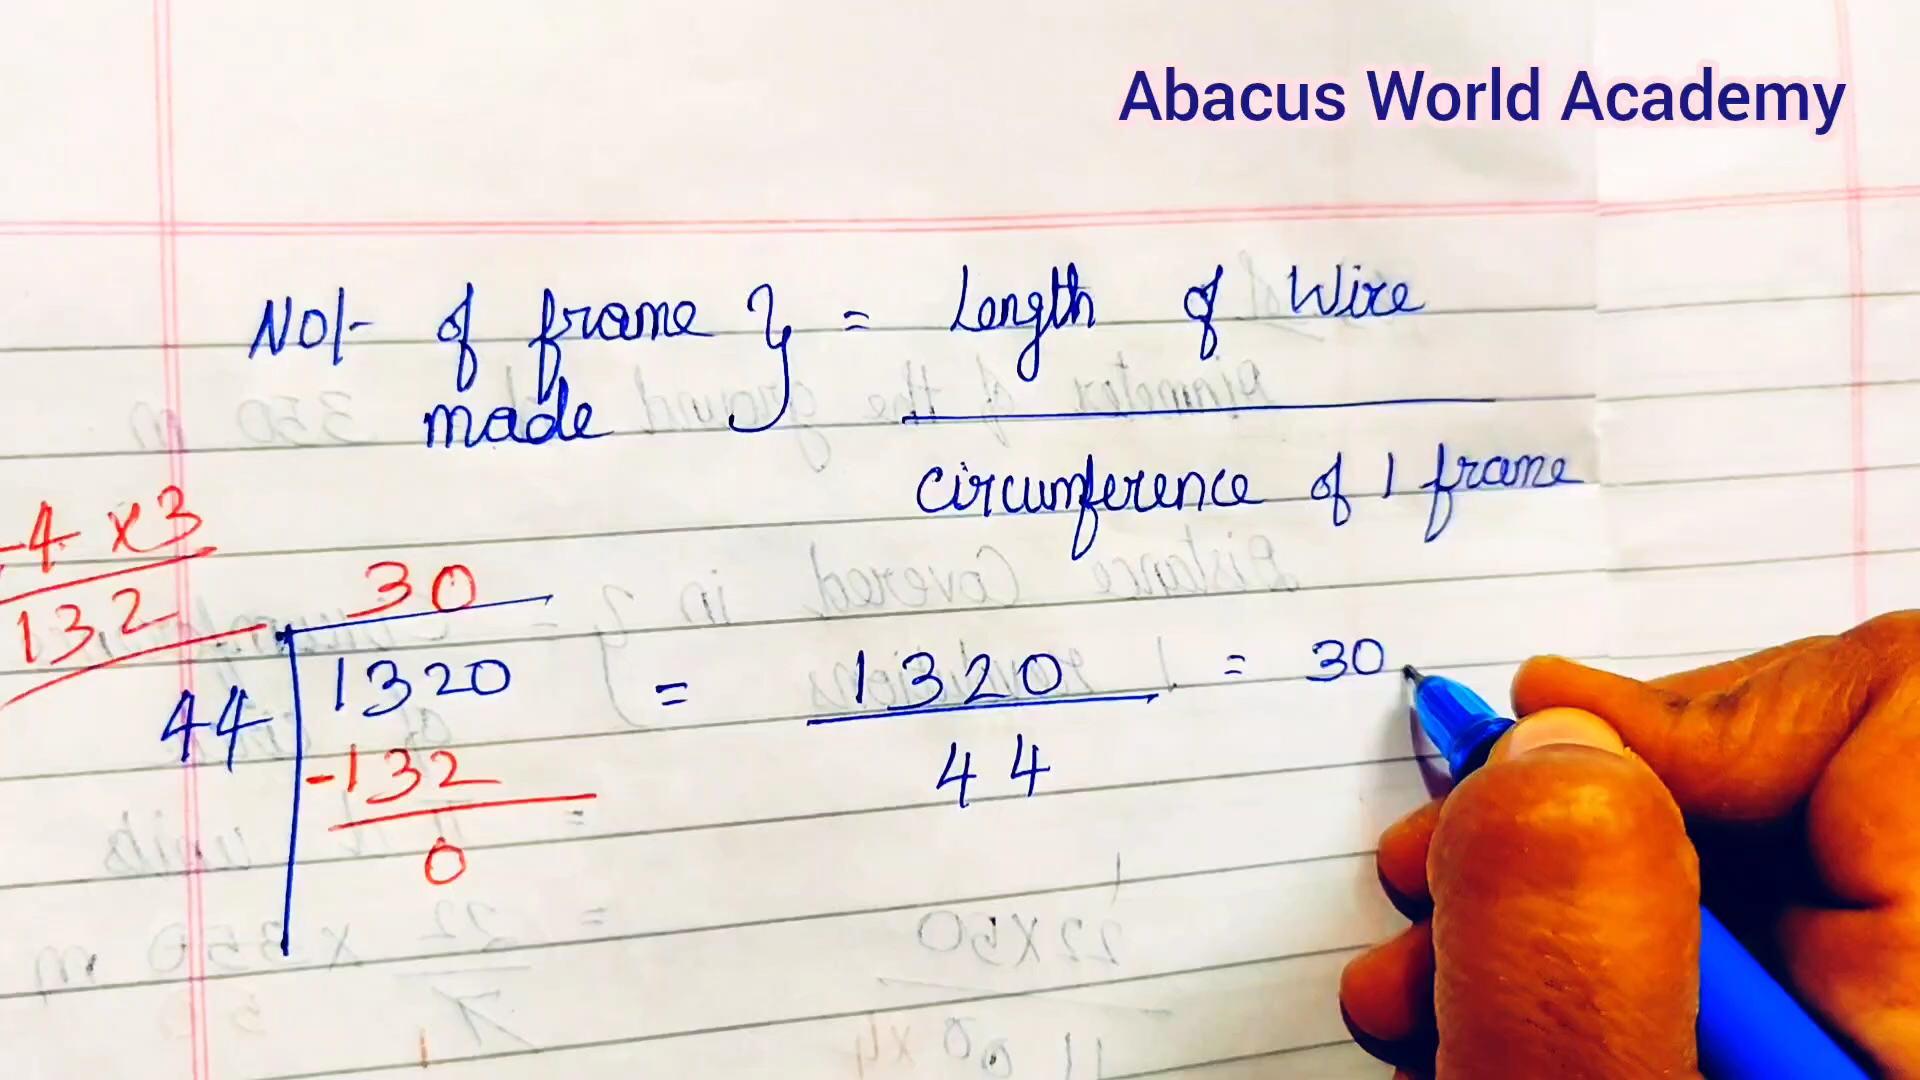 Abacus World Academy
No/- of frame } = Length of Wire
made
circumference of 1 frame
4 x3
132
30
44 1320 = 1320 = 30
44
-132
0